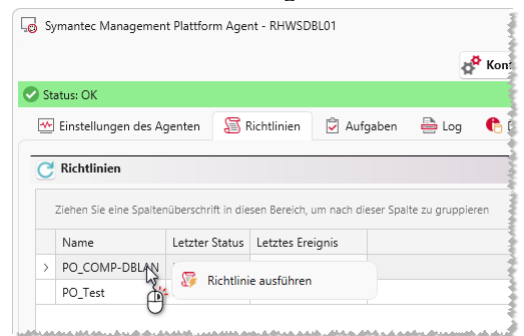 Symantec Management Plattform Agent - RHWSDBL01
Status: OK
Einstellungen des Agenten Richtlinien Aufgaben Log
Richtlinien
Ziehen Sie eine Spaltenüberschrift in diesen Bereich, um nach dieser Spalte zu gruppieren
Name Letzter Status Letztes Ereignis
PO_COMP-DBLAN
Richtlinie ausführen
PO_Test